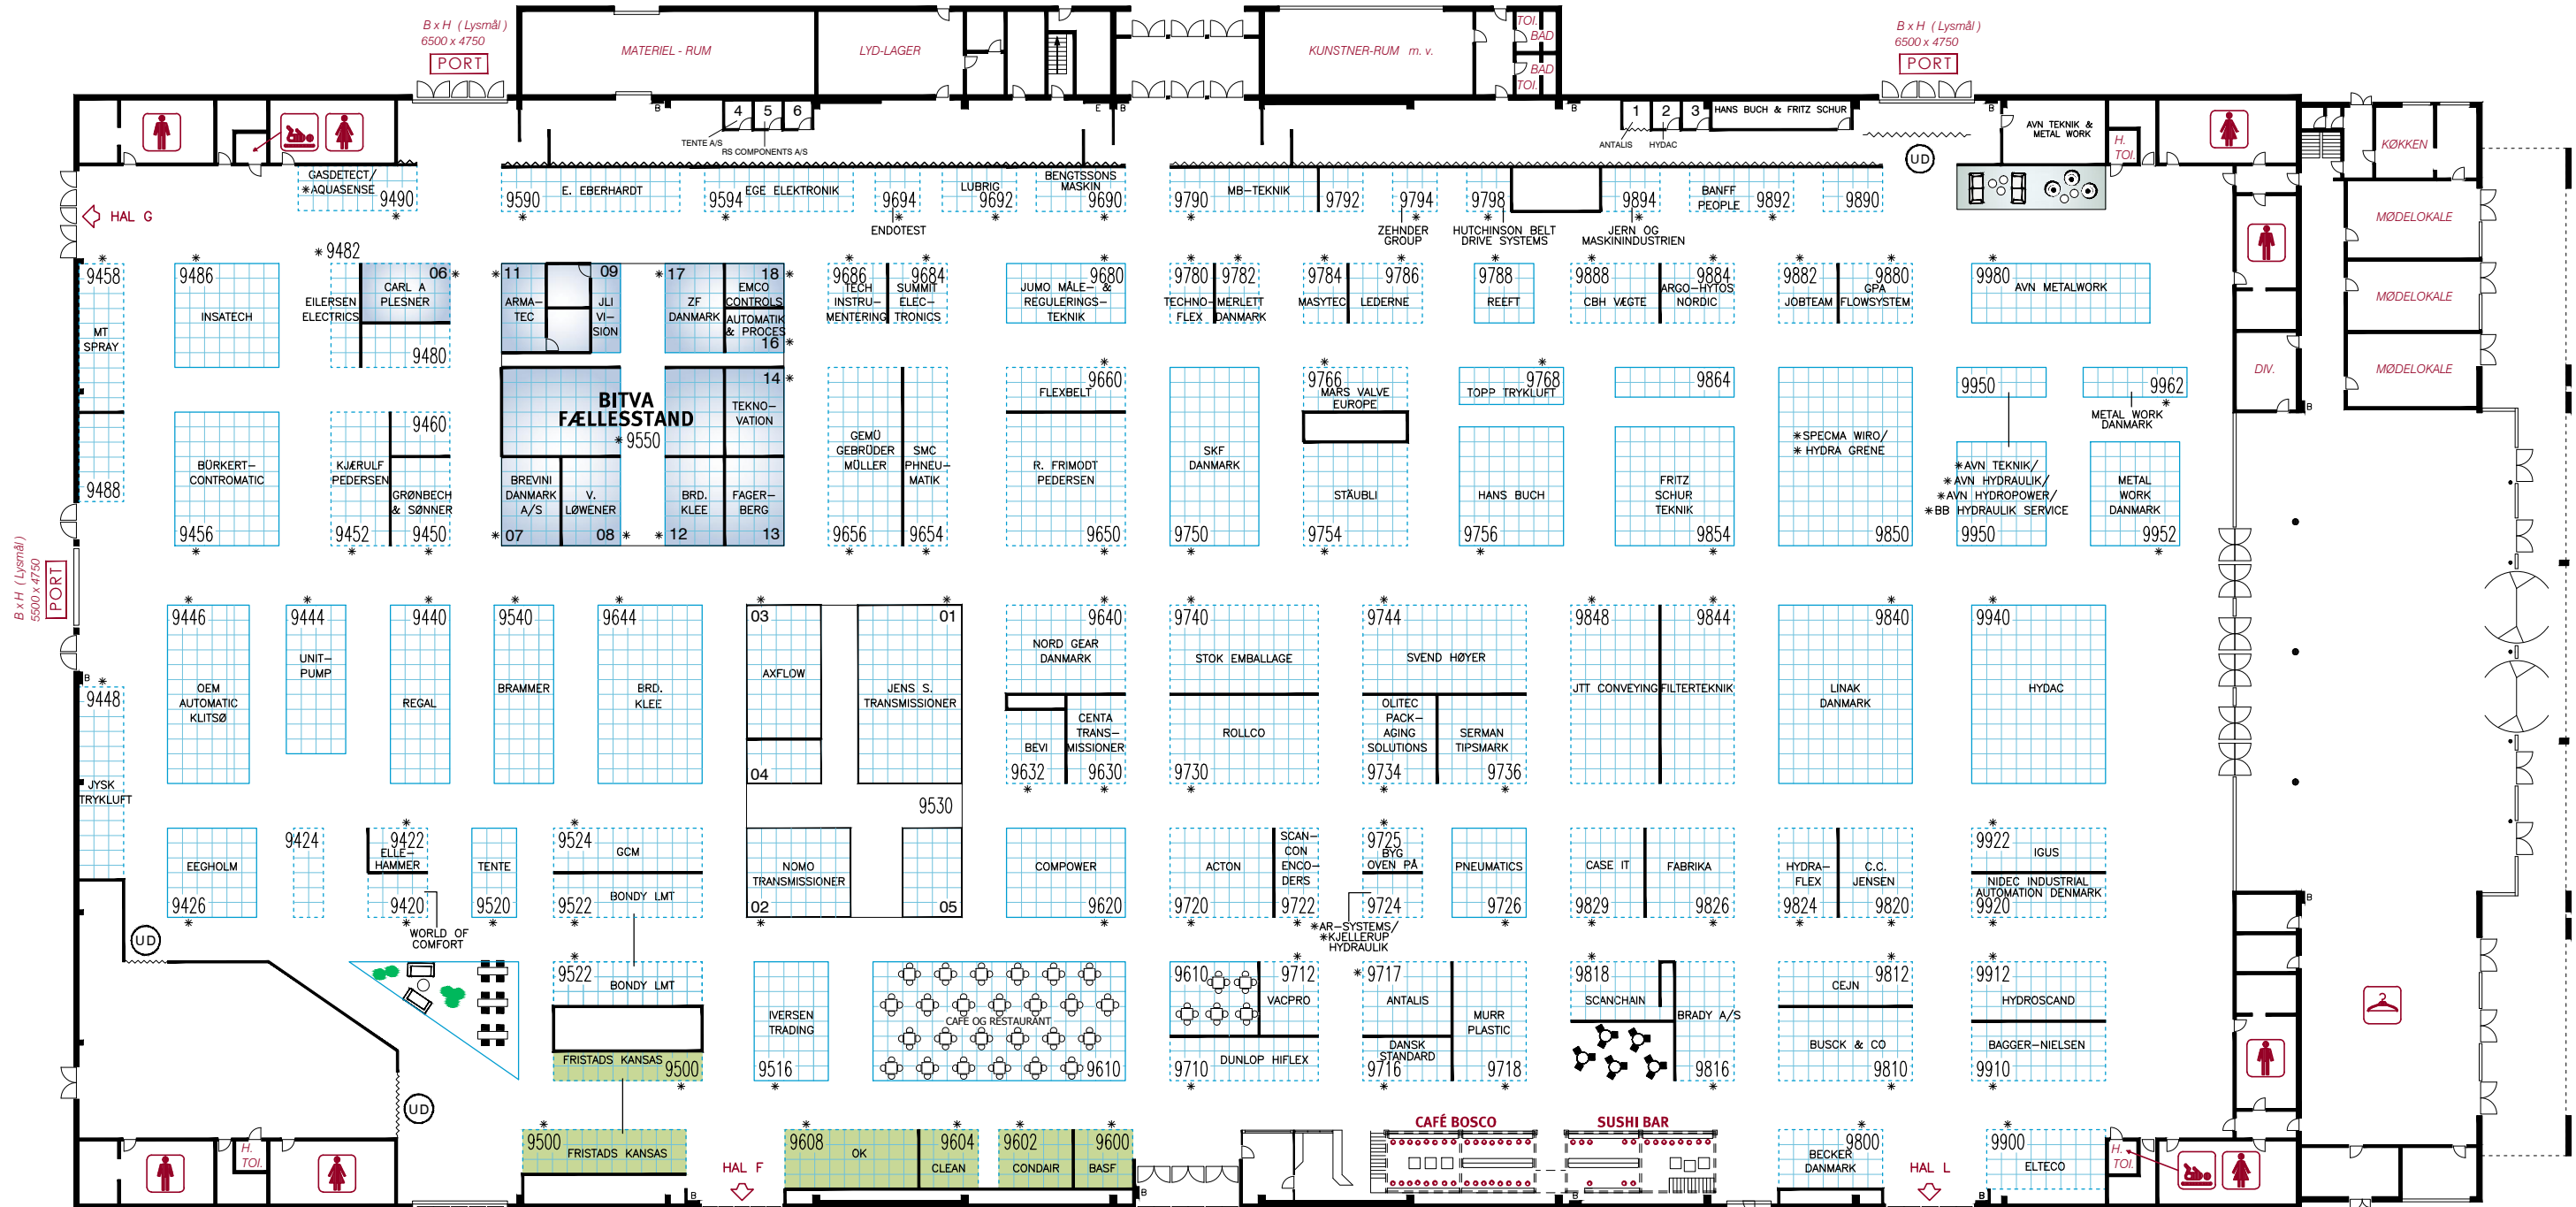 B x H ( Lysmål )
6500 x 4750
PORT
MATERIEL - RUM
LYD-LAGER
KUNSTNER-RUM m. v.
TOI.
BAD
BAD
TOI.
B x H ( Lysmål )
6500 x 4750
PORT
4
5
6
TENTE A/S
RS COMPONENTS A/S
B
E
B
B
1
2
3
HANS BUCH & FRITZ SCHUR
ANTALIS
HYDAC
B
AVN TEKNIK &
METAL WORK
H.
TOI.
KØKKEN
UD
GASDETECT/
*AQUASENSE
9490
HAL G
9590
E. EBERHARDT
9594
EGE ELEKTRONIK
9694
ENDOTEST
LUBRIG
9692
BENGTSSONS
MASKIN
9690
9790
MB-TEKNIK
9792
9794
ZEHNDER
GROUP
9798
HUTCHINSON BELT
DRIVE SYSTEMS
9894
JERN OG
MASKININDUSTRIEN
BANFF
PEOPLE
9892
9890
MØDELOKALE
MØDELOKALE
MØDELOKALE
DIV.
B
9458
MT
SPRAY
9488
9486
INSATECH
*9482
EILERSEN
ELECTRICS
06
CARL A
PLESNER
9480
11
ARMA-
TEC
09
JLI
VI-
SION
17
ZF
DANMARK
18
EMCO
CONTROLS
AUTOMATIK
& PROCES
16
9686
TECH
INSTRU-
MENTERING
9684
SUMMIT
ELEC-
TRONICS
9680
JUMO MÅLE- &
REGULERINGS-
TEKNIK
9780
TECHNO-
FLEX
9782
MERLETT
DANMARK
9784
MASYTEC
9786
LEDERNE
9788
REEFT
9888
CBH VÆGTE
9884
ARGO-HYTOS
NORDIC
9882
JOBTEAM
9880
GPA
FLOWSYSTEM
9980
AVN METALWORK
BÜRKERT-
CONTROMATIC
9456
KJÆRULF
PEDERSEN
9452
9460
GRØNBECH
& SØNNER
9450
BITVA
FÆLLESSTAND
*9550
14
TEKNO-
VATION
BREVINI
DANMARK
A/S
07
V.
LØWENER
08
BRD.
KLEE
12
FAGER-
BERG
13
GEMÜ
GEBRÜDER
MÜLLER
9656
SMC
PHNEU-
MATIK
9654
9660
FLEXBELT
R. FRIMODT
PEDERSEN
9650
SKF
DANMARK
9750
9766
MARS VALVE
EUROPE
STÄUBLI
9754
9768
TOPP TRYKLUFT
HANS BUCH
9756
9864
FRITZ
SCHUR
TEKNIK
9854
*SPECMA WIRO/
*HYDRA GRENE
9850
9950
*AVN TEKNIK/
*AVN HYDRAULIK/
*AVN HYDROPOWER/
*BB HYDRAULIK SERVICE
9950
9962
METAL WORK
DANMARK
METAL
WORK
DANMARK
9952
B x H ( Lysmål )
5500 x 4750
PORT
B
9446
OEM
AUTOMATIC
KLITSØ
9444
UNIT-
PUMP
9440
REGAL
9540
BRAMMER
9644
BRD.
KLEE
03
AXFLOW
04
01
JENS S.
TRANSMISSIONER
9530
9640
NORD GEAR
DANMARK
BEVI
9632
CENTA
TRANS-
MISSIONER
9630
9740
STOK EMBALLAGE
ROLLCO
9730
9744
SVEND HØYER
OLITEC
PACK-
AGING
SOLUTIONS
9734
SERMAN
TIPSMARK
9736
9848
JTT CONVEYING
9844
FILTERTEKNIK
9840
LINAK
DANMARK
9940
HYDAC
9448
JYSK
TRYKLUFT
EEGHOLM
9426
9424
9422
ELLE-
HAMMER
9420
WORLD OF
COMFORT
TENTE
9520
9524
GCM
BONDY LMT
9522
NOMO
TRANSMISSIONER
02
05
COMPOWER
9620
ACTON
9720
SCAN-
CON
ENCO-
DERS
9722
9725
BYG
OVEN PÅ
9724
*AR-SYSTEMS/
*KJELLERUP
HYDRAULIK
PNEUMATICS
9726
CASE IT
9829
FABRIKA
9826
HYDRA-
FLEX
9824
C.C.
JENSEN
9820
9922
IGUS
NIDEC INDUSTRIAL
AUTOMATION DENMARK
9920
B
UD
UD
9522
BONDY LMT
FRISTADS KANSAS
9500
IVERSEN
TRADING
9516
CAFÉ OG RESTAURANT
9610
9610
9712
VACPRO
DUNLOP HIFLEX
9710
*9717
ANTALIS
DANSK
STANDARD
9716
MURR
PLASTIC
9718
9818
SCANCHAIN
BRADY A/S
9816
9812
CEJN
BUSCK & CO
9810
9912
HYDROSCAND
BAGGER-NIELSEN
9910
H.
TOI.
9500
FRISTADS KANSAS
B
HAL F
9608
OK
9604
CLEAN
9602
CONDAIR
9600
BASF
B
CAFÉ BOSCO
SUSHI BAR
B
9800
BECKER
DANMARK
HAL L
B
9900
ELTECO
H.
TOI.